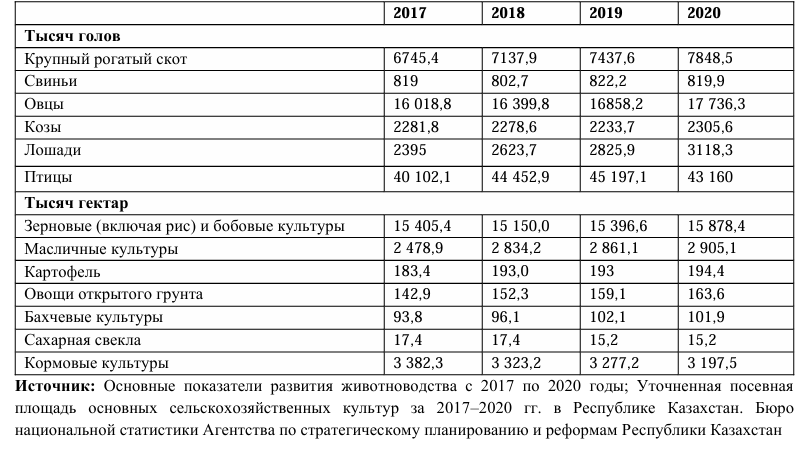 2017 2018 2019 2020
Тысяч голов
Крупный рогатый скот 6745,4 7137,9 7437,6 7848,5
Свиньи 819 802,7 822,2 819,9
Овцы 16 018,8 16 399,8 16858,2 17 736,3
Козы 2281,8 2278,6 2233,7 2305,6
Лошади 2395 2623,7 2825,9 3118,3
Птицы 40 102,1 44 452,9 45 197,1 43 160
Тысяч гектар
Зерновые (включая рис) и бобовые культуры 15 405,4 15 150,0 15 396,6 15 878,4
Масличные культуры 2 478,9 2 834,2 2 861,1 2 905,1
Картофель 183,4 193,0 193 194,4
Овощи открытого грунта 142,9 152,3 159,1 163,6
Бахчевые культуры 93,8 96,1 102,1 101,9
Сахарная свекла 17,4 17,4 15,2 15,2
Кормовые культуры 3 382,3 3 323,2 3 277,2 3 197,5
Источник: Основные показатели развития животноводства с 2017 по 2020 годы; Уточненная посевная
площадь основных сельскохозяйственных культур за 2017–2020 гг. в Республике Казахстан. Бюро
национальной статистики Агентства по стратегическому планированию и реформам Республики Казахстан